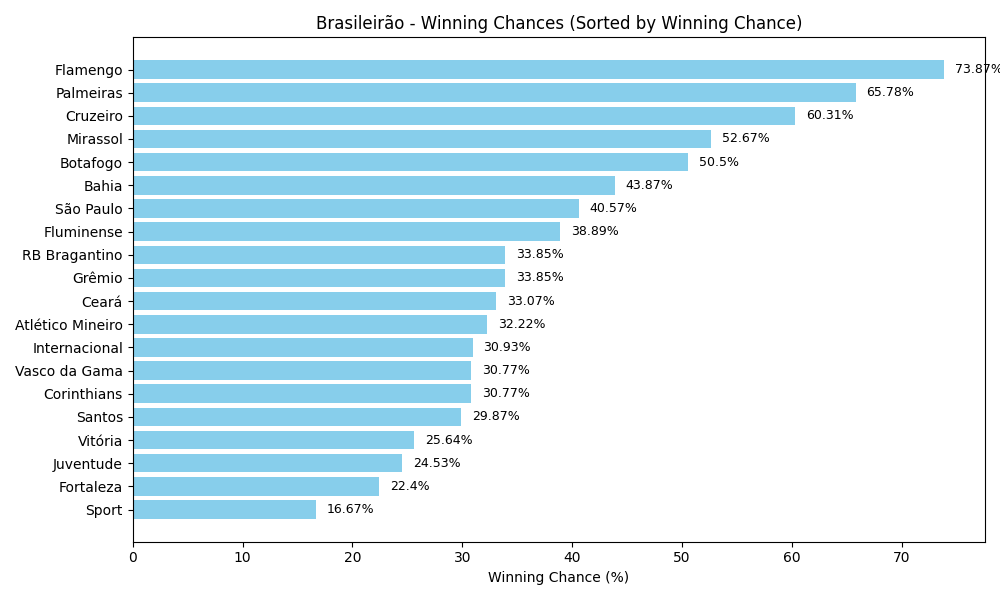 Brasileirão - Winning Chances (Sorted by Winning Chance)
Flamengo 73.87%
Palmeiras 65.78%
Cruzeiro 60.31%
Mirassol 52.67%
Botafogo 50.5%
Bahia 43.87%
São Paulo 40.57%
Fluminense 38.89%
RB Bragantino 33.85%
Grêmio 33.85%
Ceará 33.07%
Atlético Mineiro 32.22%
Internacional 30.93%
Vasco da Gama 30.77%
Corinthians 30.77%
Santos 29.87%
Vitória 25.64%
Juventude 24.53%
Fortaleza 22.4%
Sport 16.67%
0 10 20 30 40 50 60 70
Winning Chance (%)